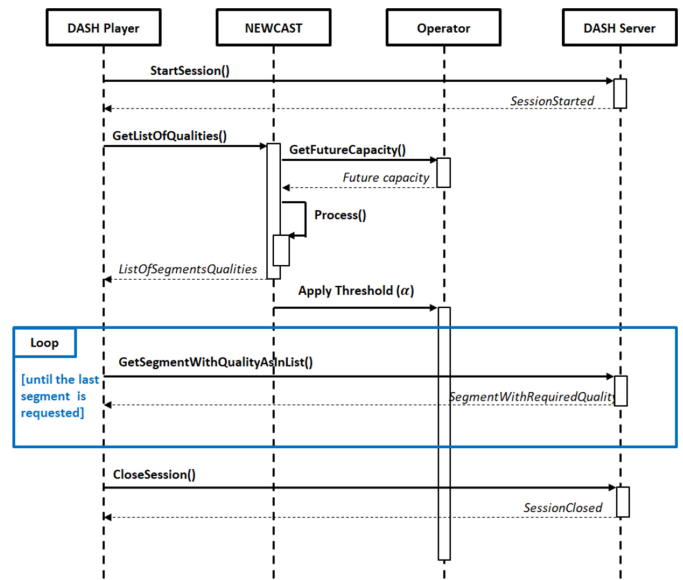 DASH Player
NEWCAST
Operator
DASH Server
StartSession()
SessionStarted
GetListOfQualities()
GetFutureCapacity()
Future capacity
Process()
ListOfSegmentsQualities
Apply Threshold (α)
Loop
GetSegmentWithQualityAsInList()
[until the last
segment is
requested]
SegmentWithRequiredQuality
CloseSession()
SessionClosed